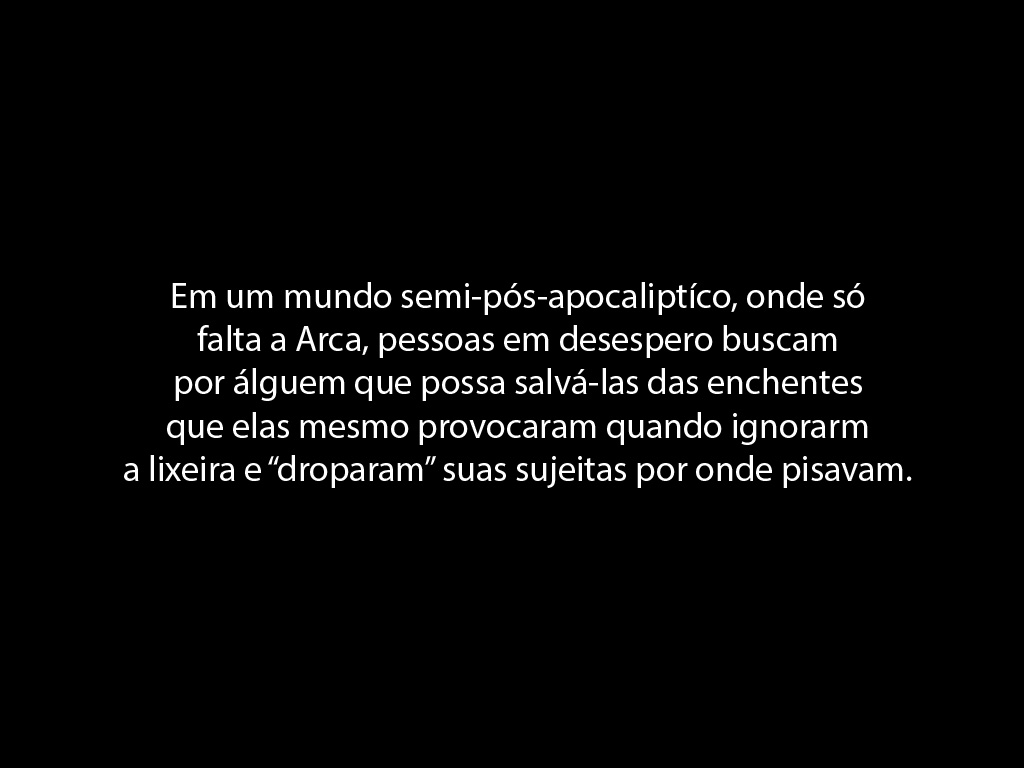 Em um mundo semi-pós-apocaliptíco, onde só
falta a Arca, pessoas em desespero buscam
por álguem que possa salvá-las das enchentes
que elas mesmo provocaram quando ignorarm
a lixeira e “droparam” suas sujeitas por onde pisavam.